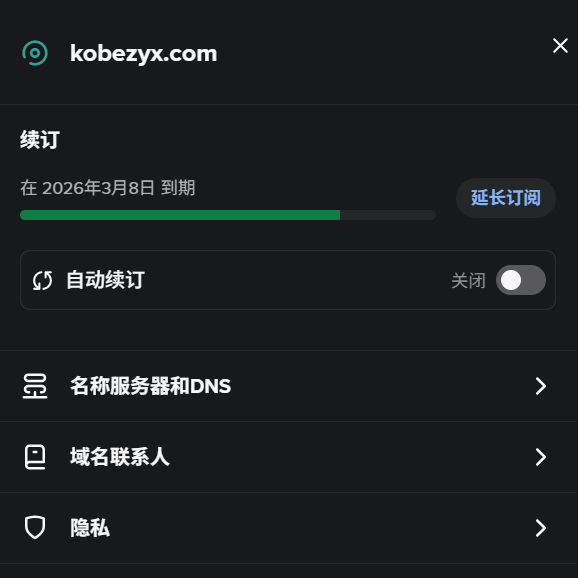 kobezyx.com
续订
在 2026年3月8日 到期
延长订阅
自动续订
关闭
名称服务器和DNS
域名联系人
隐私